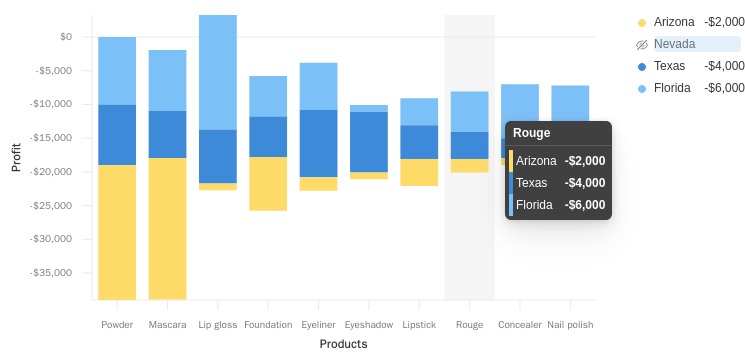 $0
-$5,000
-$10,000
-$15,000
-$20,000
-$25,000
-$30,000
-$35,000
Profit
Powder Mascara Lip gloss Foundation Eyeliner Eyeshadow Lipstick Rouge Concealer Nail polish
Products
Rouge
Arizona -$2,000
Texas -$4,000
Florida -$6,000
Arizona -$2,000
Nevada
Texas -$4,000
Florida -$6,000